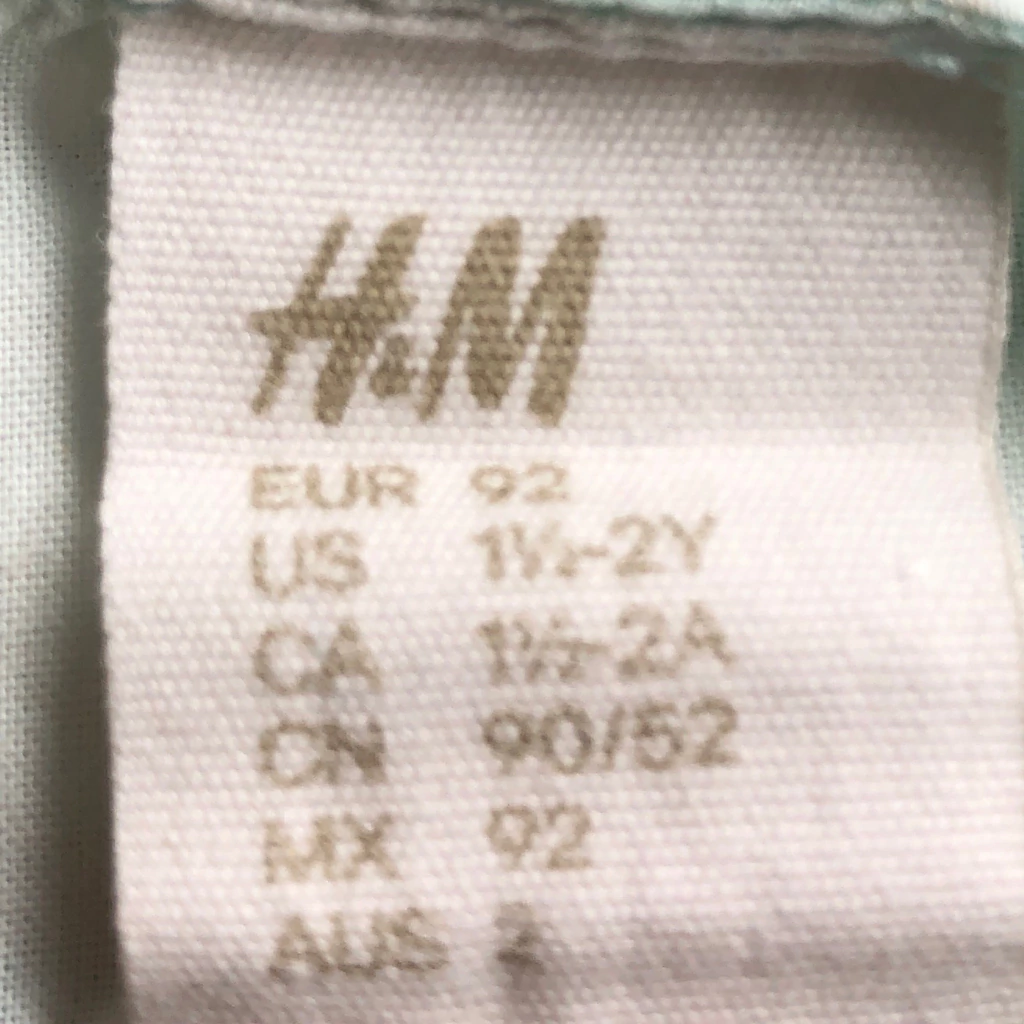 H&M
EUR 92
US 1½-2Y
CA 1½-2A
CN 90/52
MX 92
AUS 2